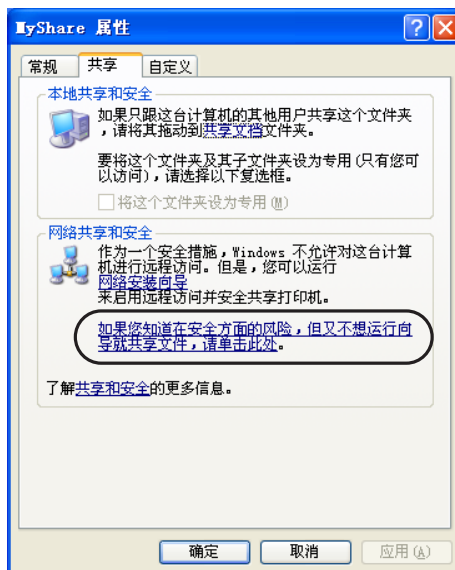 MyShare 属性
常规 共享 自定义
本地共享和安全
如果只跟这台计算机的其他用户共享这个文件夹
，请将其拖动到共享文档文件夹。
要将这个文件夹及其子文件夹设为专用(只有您可
以访问)，请选择以下复选框。
将这个文件夹设为专用(M)
网络共享和安全
作为一个安全措施，Windows 不允许对这台计算
机进行远程访问。但是，您可以运行
网络安装向导
来启用远程访问并安全共享打印机。
如果您知道在安全方面的风险，但又不想运行向
导就共享文件，请单击此处。
了解共享和安全的更多信息。
确定 取消 应用(A)